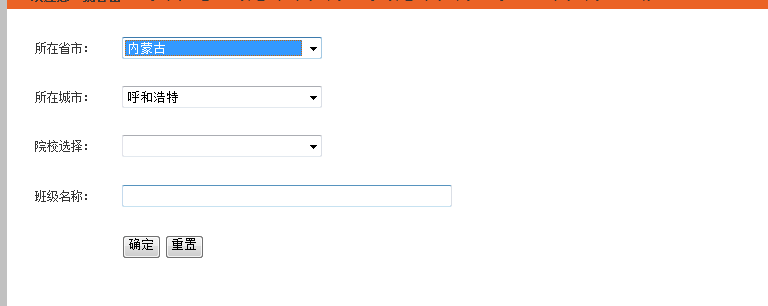 所在省市： 内蒙古
所在城市： 呼和浩特
院校选择：
班级名称：
确定 重置